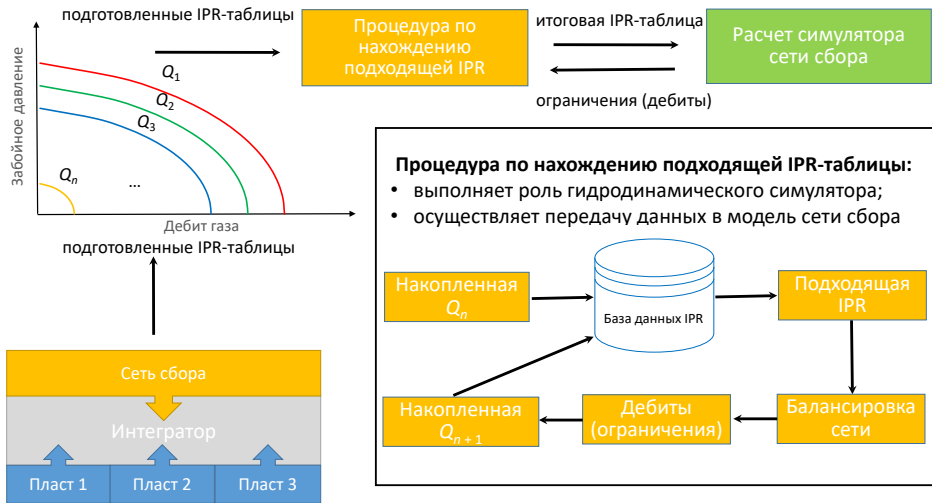 подготовленные IPR-таблицы
Процедура по
нахождению
подходящей IPR
итоговая IPR-таблица
ограничения (дебиты)
Расчет симулятора
сети сбора
Забойное давление
Q1
Q2
Q3
Qn
...
Дебит газа
подготовленные IPR-таблицы
Сеть сбора
Интегратор
Пласт 1
Пласт 2
Пласт 3
Процедура по нахождению подходящей IPR-таблицы:
• выполняет роль гидродинамического симулятора;
• осуществляет передачу данных в модель сети сбора
Накопленная
Qn
База данных IPR
Подходящая
IPR
Накопленная
Qn + 1
Дебиты
(ограничения)
Балансировка
сети